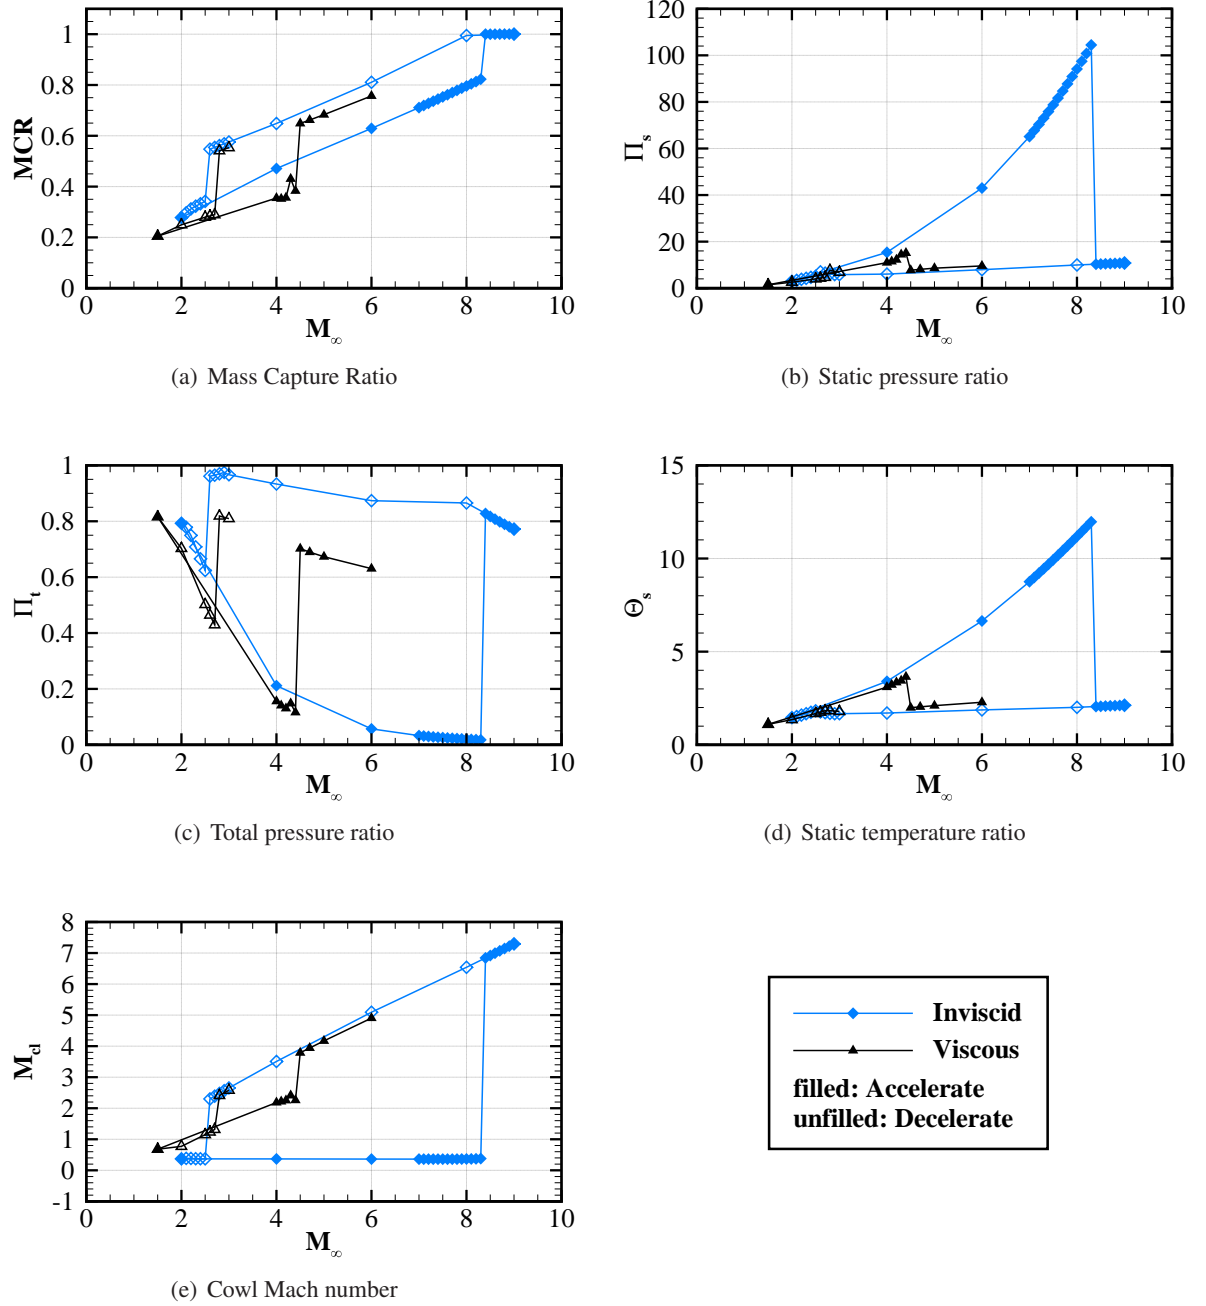 1
0.8
0.6
0.4
0.2
0
MCR
0 2 4 6 8 10
M∞
(a) Mass Capture Ratio
120
100
80
60
40
20
0
Πs
0 2 4 6 8 10
M∞
(b) Static pressure ratio
1
0.8
0.6
0.4
0.2
0
Πt
0 2 4 6 8 10
M∞
(c) Total pressure ratio
15
10
5
0
Θs
0 2 4 6 8 10
M∞
(d) Static temperature ratio
8
7
6
5
4
3
2
1
0
-1
Mcl
0 2 4 6 8 10
M∞
(e) Cowl Mach number
Inviscid
Viscous
filled: Accelerate
unfilled: Decelerate